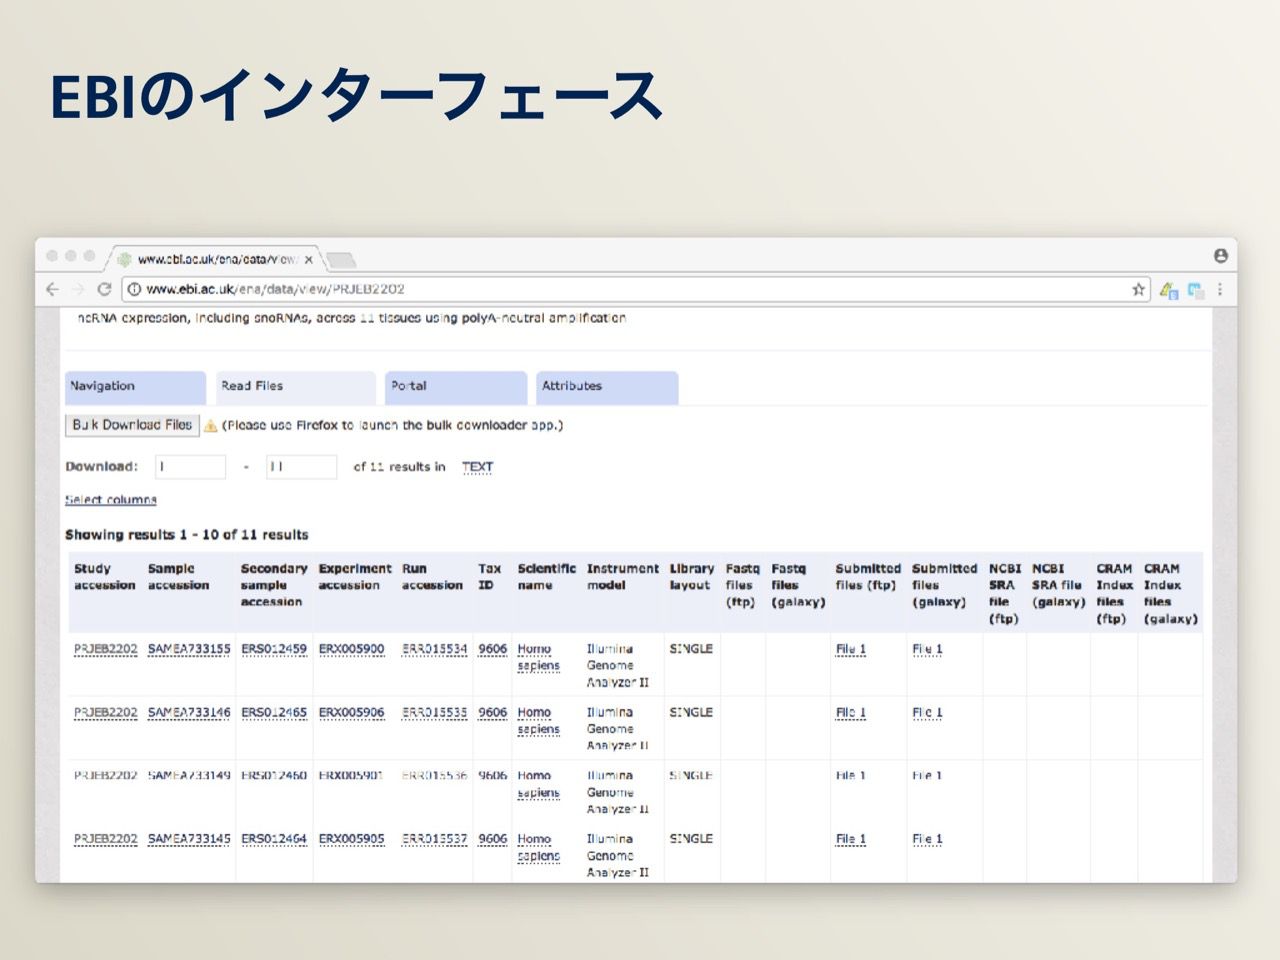 EBIのインターフェース
www.ebi.ac.uk/ena/data/view/
www.ebi.ac.uk/ena/data/view/PRJEB2202
ncRNA expression, including snoRNAs, across 11 tissues using polyA-neutral amplification
Navigation Read Files Portal Attributes
Bulk Download Files (Please use Firefox to launch the bulk downloader app.)
Download: 1 - 11 of 11 results in TEXT
Select columns
Showing results 1 - 10 of 11 results
Study Sample Secondary Experiment Run Tax Scientific Instrument Library Fastq Fastq Submitted Submitted NCBI NCBI CRAM CRAM
accession accession sample accession accession ID name model layout files files files (ftp) files SRA SRA file Index Index
accession (ftp) (galaxy) (galaxy) file (galaxy) files files
(ftp) (ftp) (galaxy)
PRJEB2202 SAMEA733155 ERS012459 ERX005900 ERR015534 9606 Homo Illumina SINGLE File 1 File 1
sapiens Genome
Analyzer II
PRJEB2202 SAMEA733146 ERS012465 ERX005906 ERR015535 9606 Homo Illumina SINGLE File 1 File 1
sapiens Genome
Analyzer II
PRJEB2202 SAMEA733149 ERS012460 ERX005901 ERR015536 9606 Homo Illumina SINGLE File 1 File 1
sapiens Genome
Analyzer II
PRJEB2202 SAMEA733145 ERS012464 ERX005905 ERR015537 9606 Homo Illumina SINGLE File 1 File 1
sapiens Genome
Analyzer II